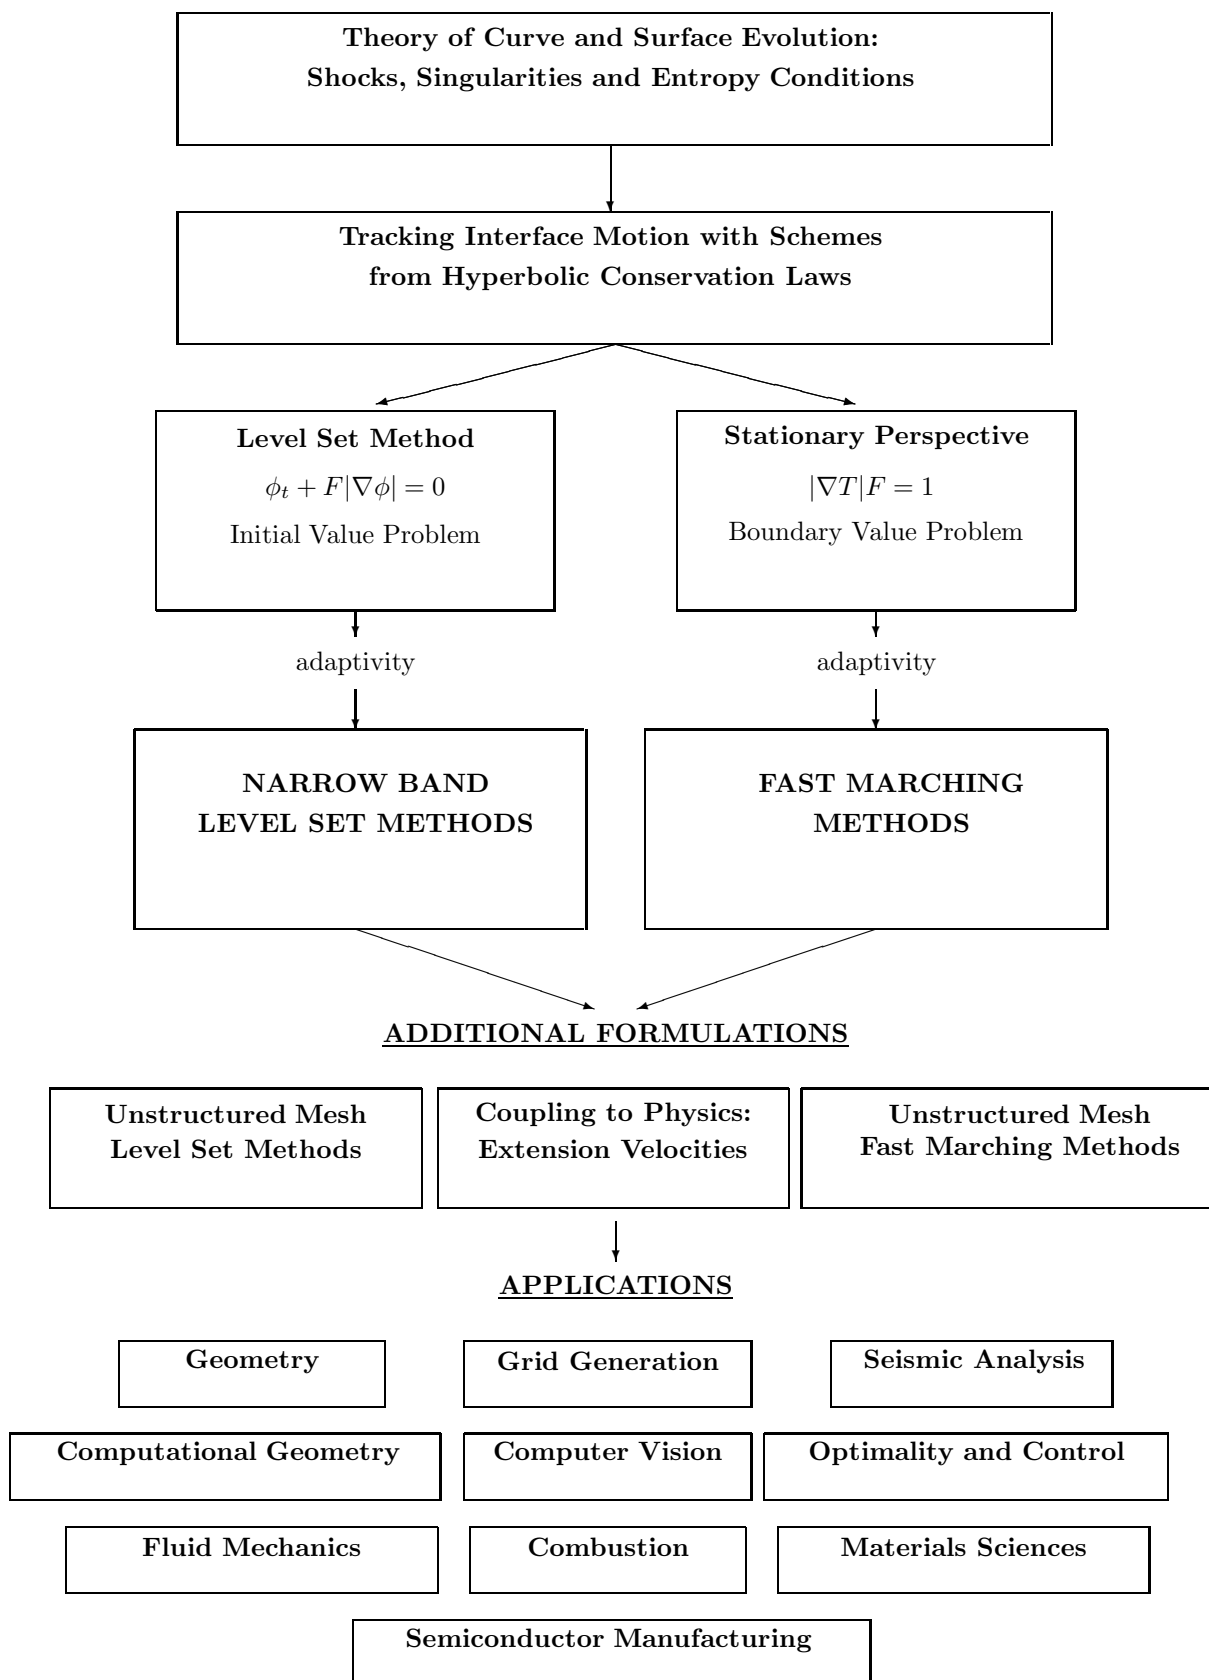 Theory of Curve and Surface Evolution:
Shocks, Singularities and Entropy Conditions
Tracking Interface Motion with Schemes
from Hyperbolic Conservation Laws
Level Set Method
ϕₜ + F|∇ϕ| = 0
Initial Value Problem
Stationary Perspective
|∇T|F = 1
Boundary Value Problem
adaptivity
adaptivity
NARROW BAND
LEVEL SET METHODS
FAST MARCHING
METHODS
ADDITIONAL FORMULATIONS
Unstructured Mesh
Level Set Methods
Coupling to Physics:
Extension Velocities
Unstructured Mesh
Fast Marching Methods
APPLICATIONS
Geometry
Grid Generation
Seismic Analysis
Computational Geometry
Computer Vision
Optimality and Control
Fluid Mechanics
Combustion
Materials Sciences
Semiconductor Manufacturing